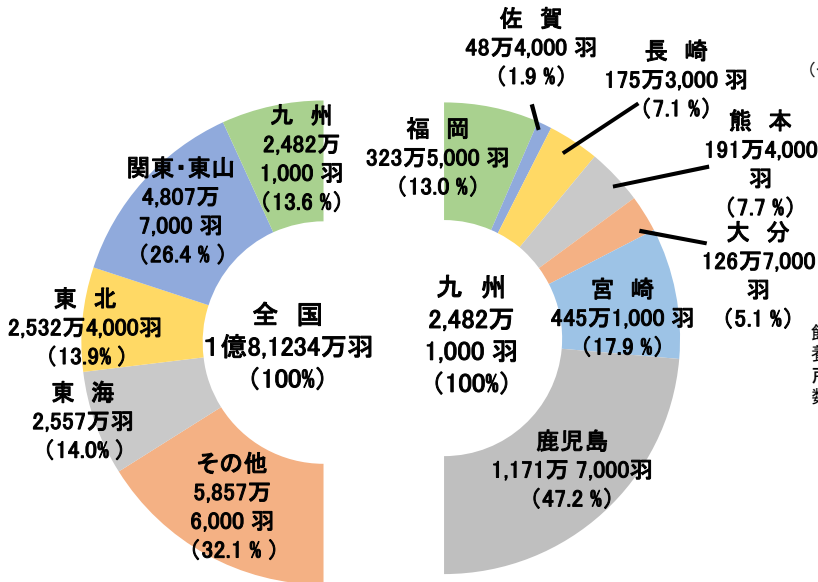 九　州
2,482万
1,000 羽
(13.6 %)
関東・東山
4,807万
7,000 羽
(26.4 % )
東　北
2,532万4,000羽
(13.9%)
東　海
2,557万羽
(14.0% )
その他
5,857万
6,000 羽
(32.1 % )
全　国
1億8,1234万羽
(100%)
佐　賀
48万4,000 羽
(1.9 % )
長　崎
175万3,000 羽
(7.1 % )
熊　本
191万4,000
羽
(7.7 % )
大　分
126万7,000
羽
(5.1 % )
福　岡
323万5,000 羽
(13.0 % )
宮　崎
445万1,000 羽
(17.9 % )
鹿児島
1,171万 7,000羽
(47.2 % )
九　州
2,482万
1,000 羽
(100%)